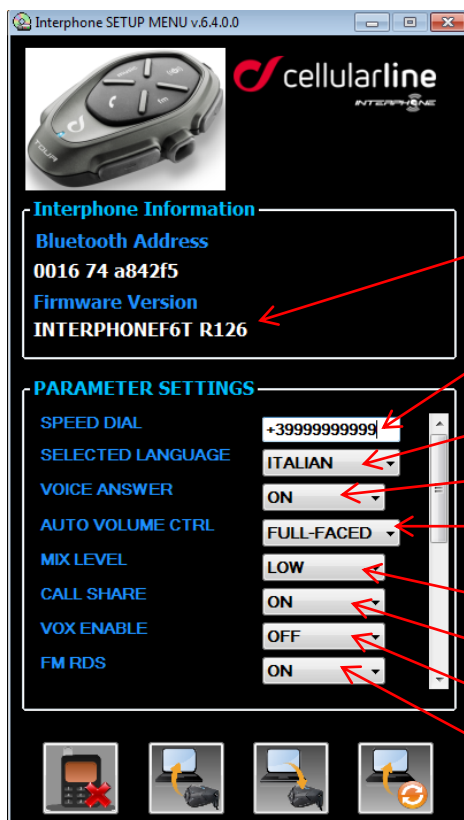 Interphone SETUP MENU v.6.4.0.0
cellularline
INTERPHONE
TOUR
fm
Interphone Information
Bluetooth Address
0016 74 a842f5
Firmware Version
INTERPHONEF6T R126
PARAMETER SETTINGS
SPEED DIAL +39999999999
SELECTED LANGUAGE ITALIAN
VOICE ANSWER ON
AUTO VOLUME CTRL FULL-FACED
MIX LEVEL LOW
CALL SHARE ON
VOX ENABLE OFF
FM RDS ON